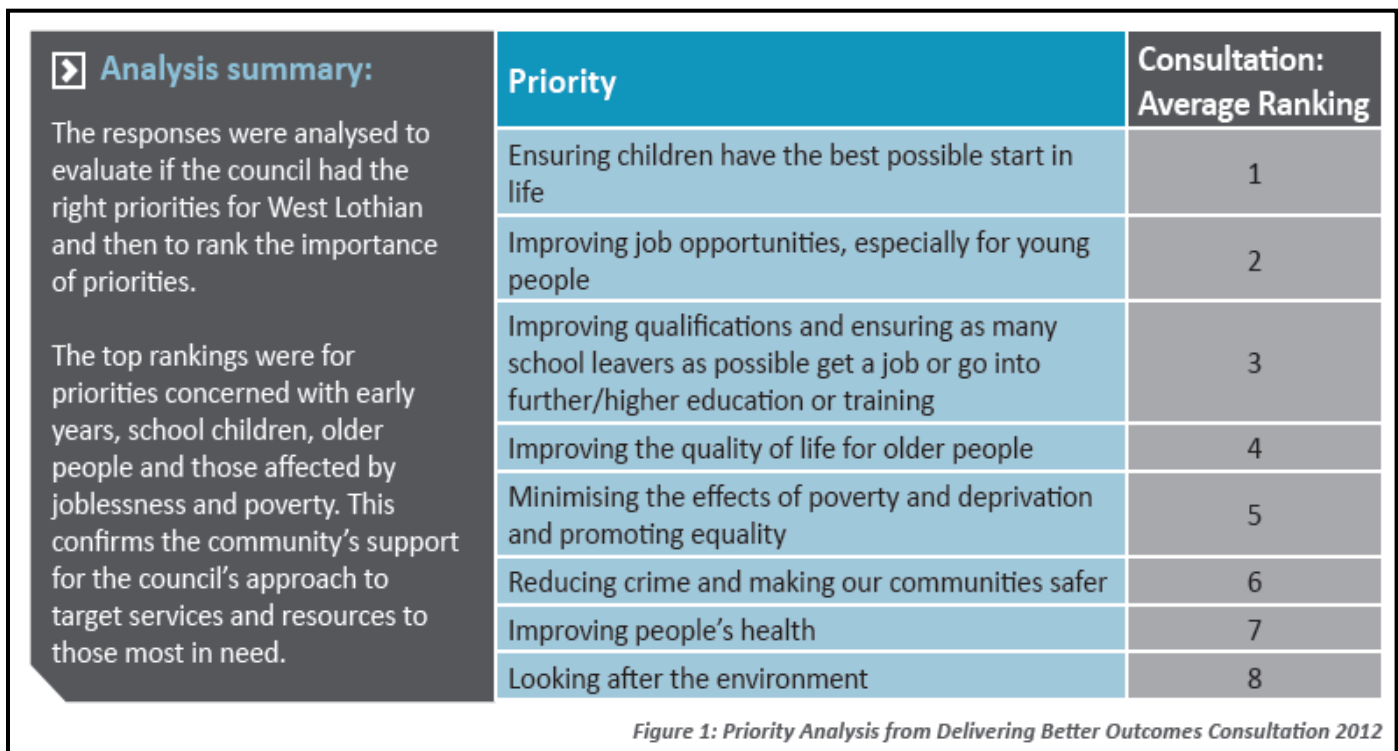 Analysis summary:
The responses were analysed to
evaluate if the council had the
right priorities for West Lothian
and then to rank the importance
of priorities.
The top rankings were for
priorities concerned with early
years, school children, older
people and those affected by
joblessness and poverty. This
confirms the community's support
for the council's approach to
target services and resources to
those most in need.
Priority
Consultation:
Average Ranking
Ensuring children have the best possible start in
life
1
Improving job opportunities, especially for young
people
2
Improving qualifications and ensuring as many
school leavers as possible get a job or go into
further/higher education or training
3
Improving the quality of life for older people
4
Minimising the effects of poverty and deprivation
and promoting equality
5
Reducing crime and making our communities safer
6
Improving people's health
7
Looking after the environment
8
Figure 1: Priority Analysis from Delivering Better Outcomes Consultation 2012